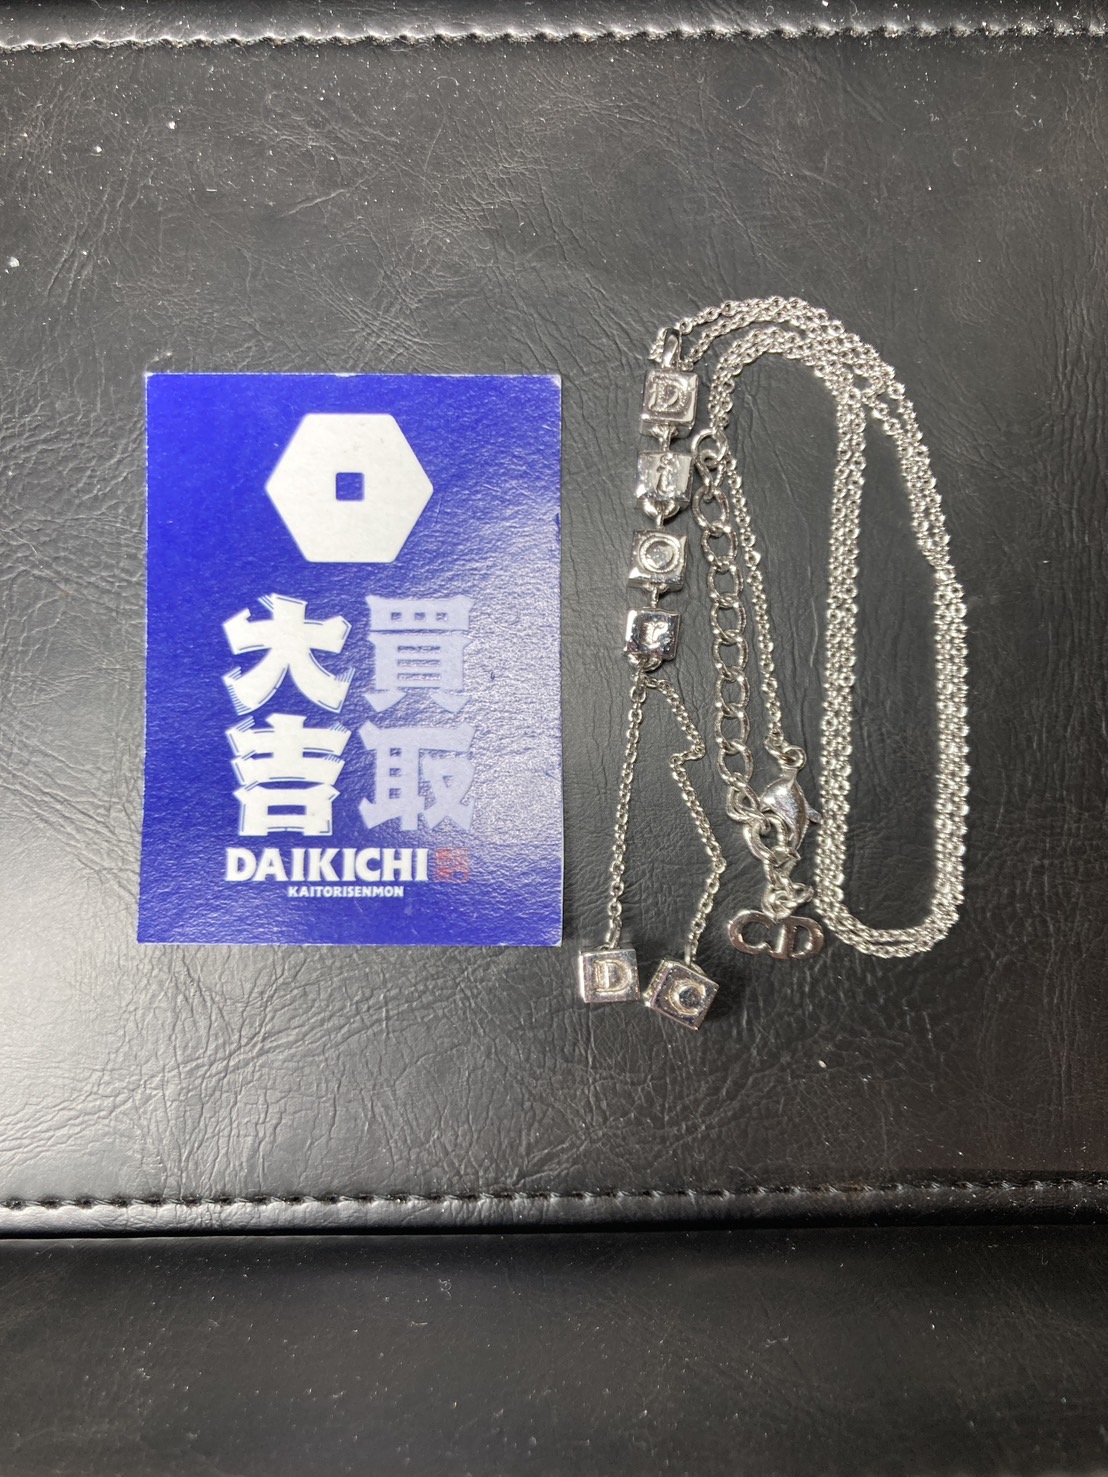 買取
大吉
DAIKICHI
KAITORISENMON
D
I
O
R
D
C
CD